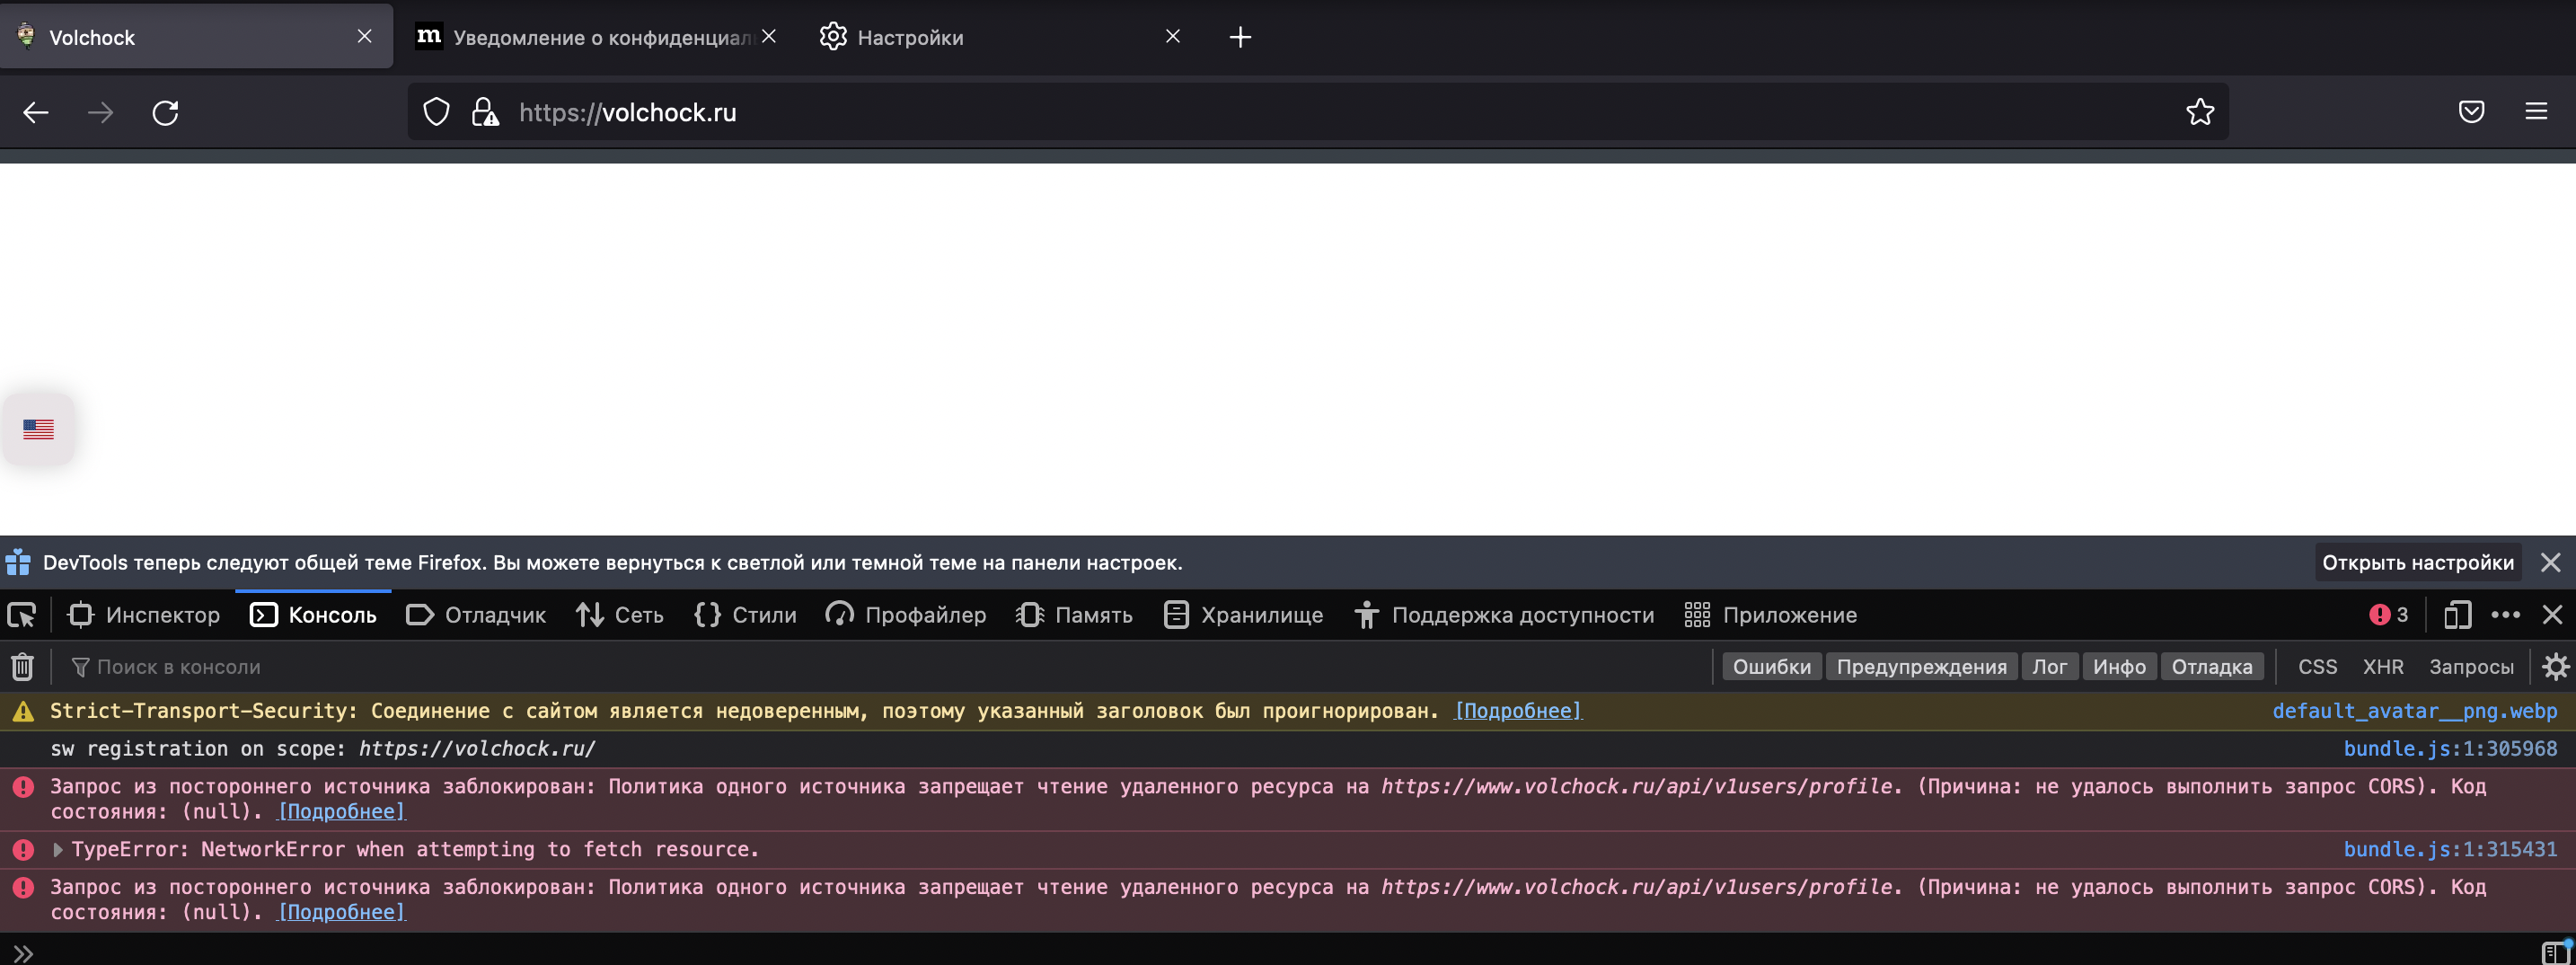 Volchock
m Уведомление о конфиденциал
Настройки
https://volchock.ru
DevTools теперь следуют общей теме Firefox. Вы можете вернуться к светлой или темной теме на панели настроек.
Открыть настройки
Инспектор Консоль Отладчик Сеть Стили Профайлер Память Хранилище Поддержка доступности Приложение 3
Поиск в консоли
Ошибки Предупреждения Лог Инфо Отладка CSS XHR Запросы
Strict-Transport-Security: Соединение с сайтом является недоверенным, поэтому указанный заголовок был проигнорирован. [Подробнее] default_avatar__png.webp
sw registration on scope: https://volchock.ru/ bundle.js:1:305968
Запрос из постороннего источника заблокирован: Политика одного источника запрещает чтение удаленного ресурса на https://www.volchock.ru/api/v1users/profile. (Причина: не удалось выполнить запрос CORS). Код
состояния: (null). [Подробнее]
TypeError: NetworkError when attempting to fetch resource. bundle.js:1:315431
Запрос из постороннего источника заблокирован: Политика одного источника запрещает чтение удаленного ресурса на https://www.volchock.ru/api/v1users/profile. (Причина: не удалось выполнить запрос CORS). Код
состояния: (null). [Подробнее]